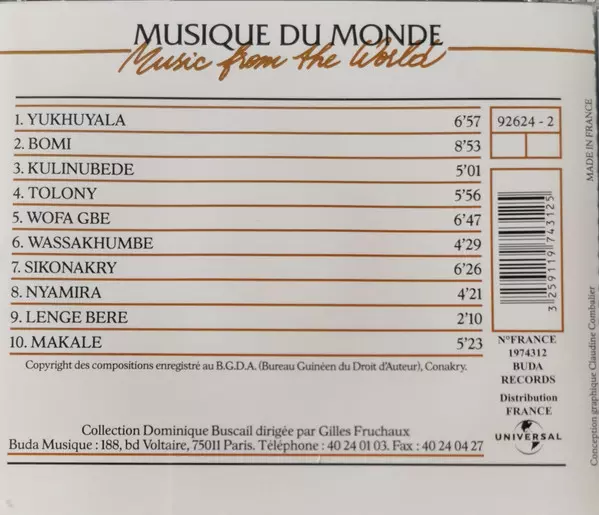 MUSIQUE DU MONDE
Music from the World
1. YUKHUYALA 6'57
2. BOMI 8'53
3. KULINUBEDE 5'01
4. TOLONY 5'56
5. WOFA GBE 6'47
6. WASSAKHUMBE 4'29
7. SIKONAKRY 6'26
8. NYAMIRA 4'21
9. LENGE BERE 2'10
10. MAKALE 5'23
Copyright des compositions enregistré au B.G.D.A. (Bureau Guinéen du Droit d'Auteur), Conakry.
Collection Dominique Buscail dirigée par Gilles Fruchaux
Buda Musique : 188, bd Voltaire, 75011 Paris. Téléphone : 40 24 01 03. Fax : 40 24 04 27
92624 - 2
3 259119 743125
N°FRANCE
1974312
BUDA
RECORDS
Distribution
FRANCE
UNIVERSAL
MADE IN FRANCE
Conception graphique Claudine Combalier